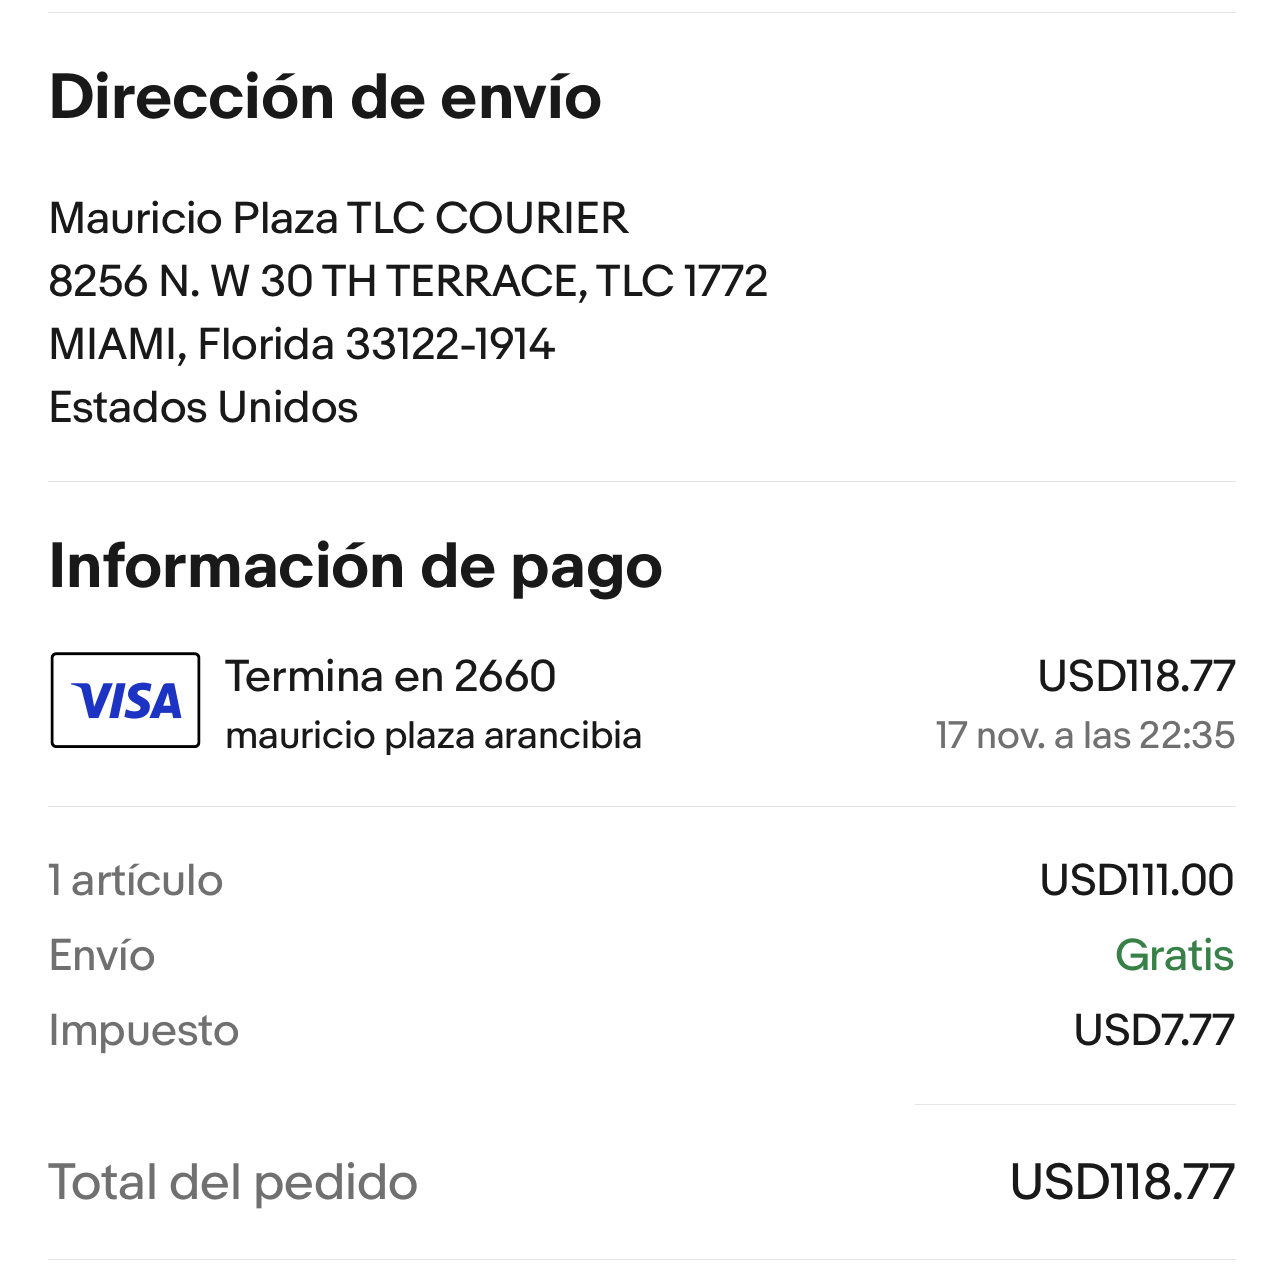 Dirección de envío
Mauricio Plaza TLC COURIER
8256 N. W 30 TH TERRACE, TLC 1772
MIAMI, Florida 33122-1914
Estados Unidos
Información de pago
VISA Termina en 2660 USD118.77
mauricio plaza arancibia 17 nov. a las 22:35
1 artículo USD111.00
Envío Gratis
Impuesto USD7.77
Total del pedido USD118.77